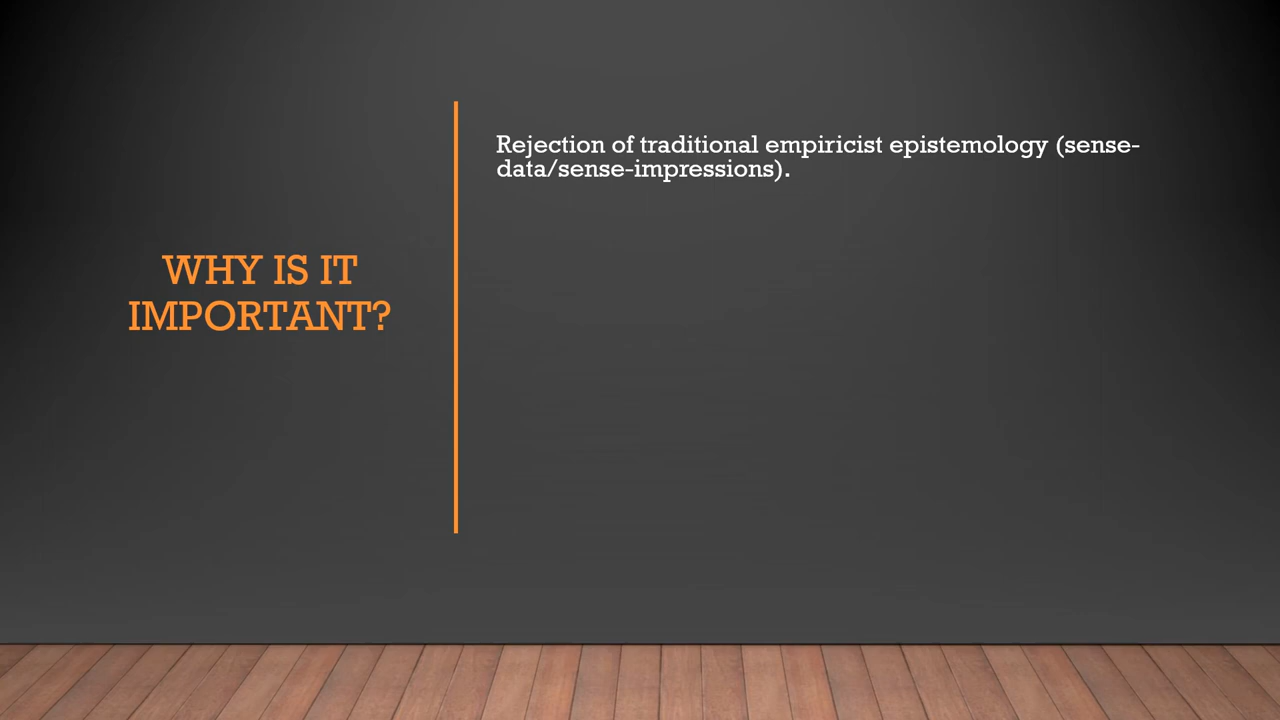 WHY IS IT
IMPORTANT?
Rejection of traditional empiricist epistemology (sense-
data/sense-impressions).